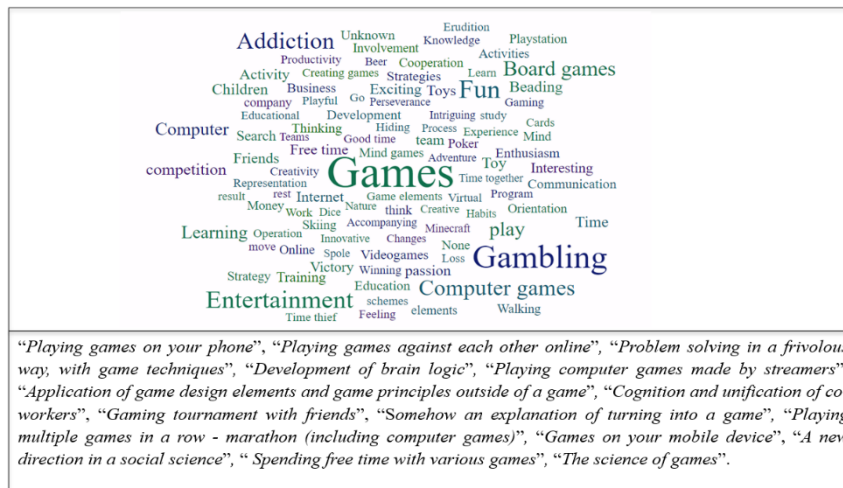 Erudition
Addiction Unknown Knowledge Playstation
Involvement Activities
Productivity Beer Cooperation
Activity Creating games Strategies Learn Board games
Children Business Exciting Toys Fun Beading
company Playful Go Perseverance Gaming
Educational Development Intriguing study Cards
Computer Search Thinking Hiding Process Experience Mind
Teams Good time team Poker
Friends Free time Mind games Adventure Enthusiasm
competition Creativity Games Toy Interesting
Representation Time together Communication
result rest Internet Game elements Virtual Program
Money Work Dice Nature think Creative Habits Orientation
Skiing Accompanying Minecraft play Time
Learning Operation Innovative Changes None
move Online Spole Videogames Loss Gambling
Strategy Training Victory Winning passion
Entertainment Education Computer games
schemes elements Walking
Time thief Feeling
“Playing games on your phone”, “Playing games against each other online”, “Problem solving in a frivolous
way, with game techniques”, “Development of brain logic”, “Playing computer games made by streamers”
“Application of game design elements and game principles outside of a game”, “Cognition and unification of co
workers”, “Gaming tournament with friends”, “Somehow an explanation of turning into a game”, “Playing
multiple games in a row - marathon (including computer games)”, “Games on your mobile device”, “A new
direction in a social science”, “ Spending free time with various games”, “The science of games”.